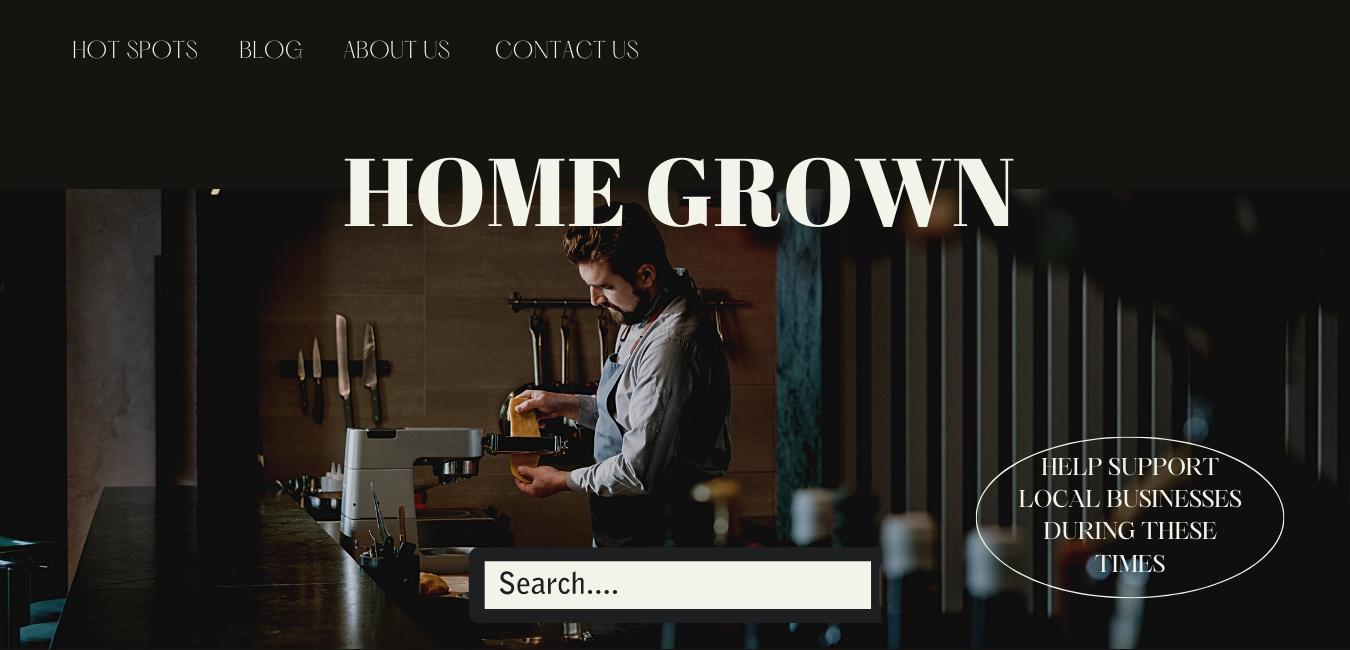 HOT SPOTS BLOG ABOUT US CONTACT US
HOME GROWN
HELP SUPPORT
LOCAL BUSINESSES
DURING THESE
TIMES
Search....